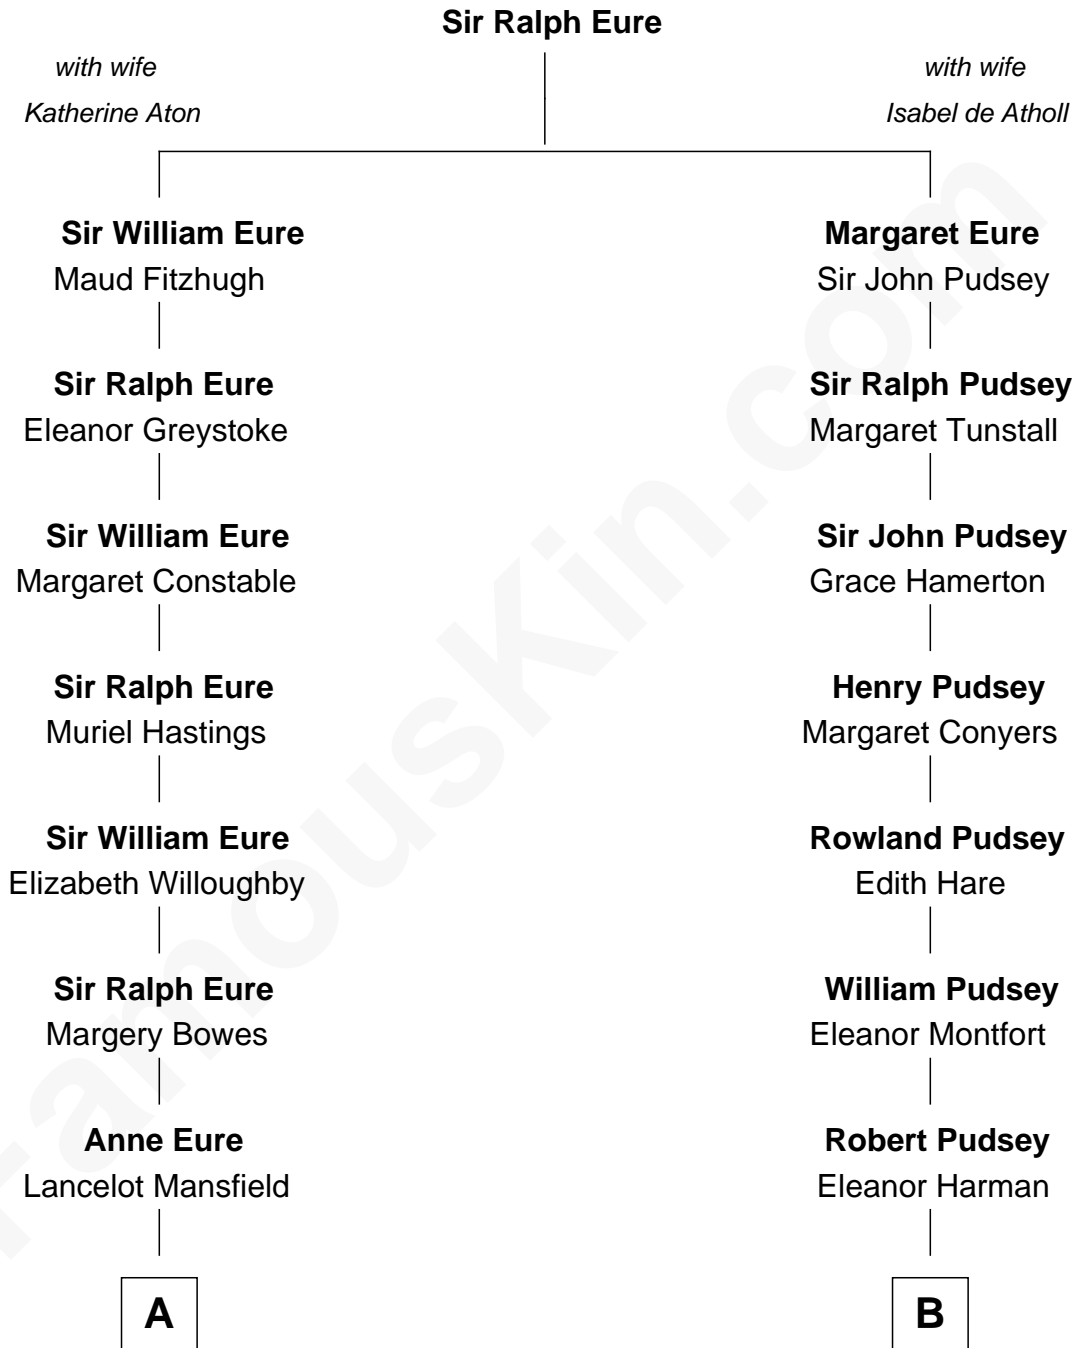 Sir Ralph Eure
with wife
Katherine Aton
with wife
Isabel de Atholl
Sir William Eure
Maud Fitzhugh
Margaret Eure
Sir John Pudsey
Sir Ralph Eure
Eleanor Greystoke
Sir Ralph Pudsey
Margaret Tunstall
Sir William Eure
Margaret Constable
Sir John Pudsey
Grace Hamerton
Sir Ralph Eure
Muriel Hastings
Henry Pudsey
Margaret Conyers
Sir William Eure
Elizabeth Willoughby
Rowland Pudsey
Edith Hare
Sir Ralph Eure
Margery Bowes
William Pudsey
Eleanor Montfort
Anne Eure
Lancelot Mansfield
Robert Pudsey
Eleanor Harman
A
B
FamousKin.com